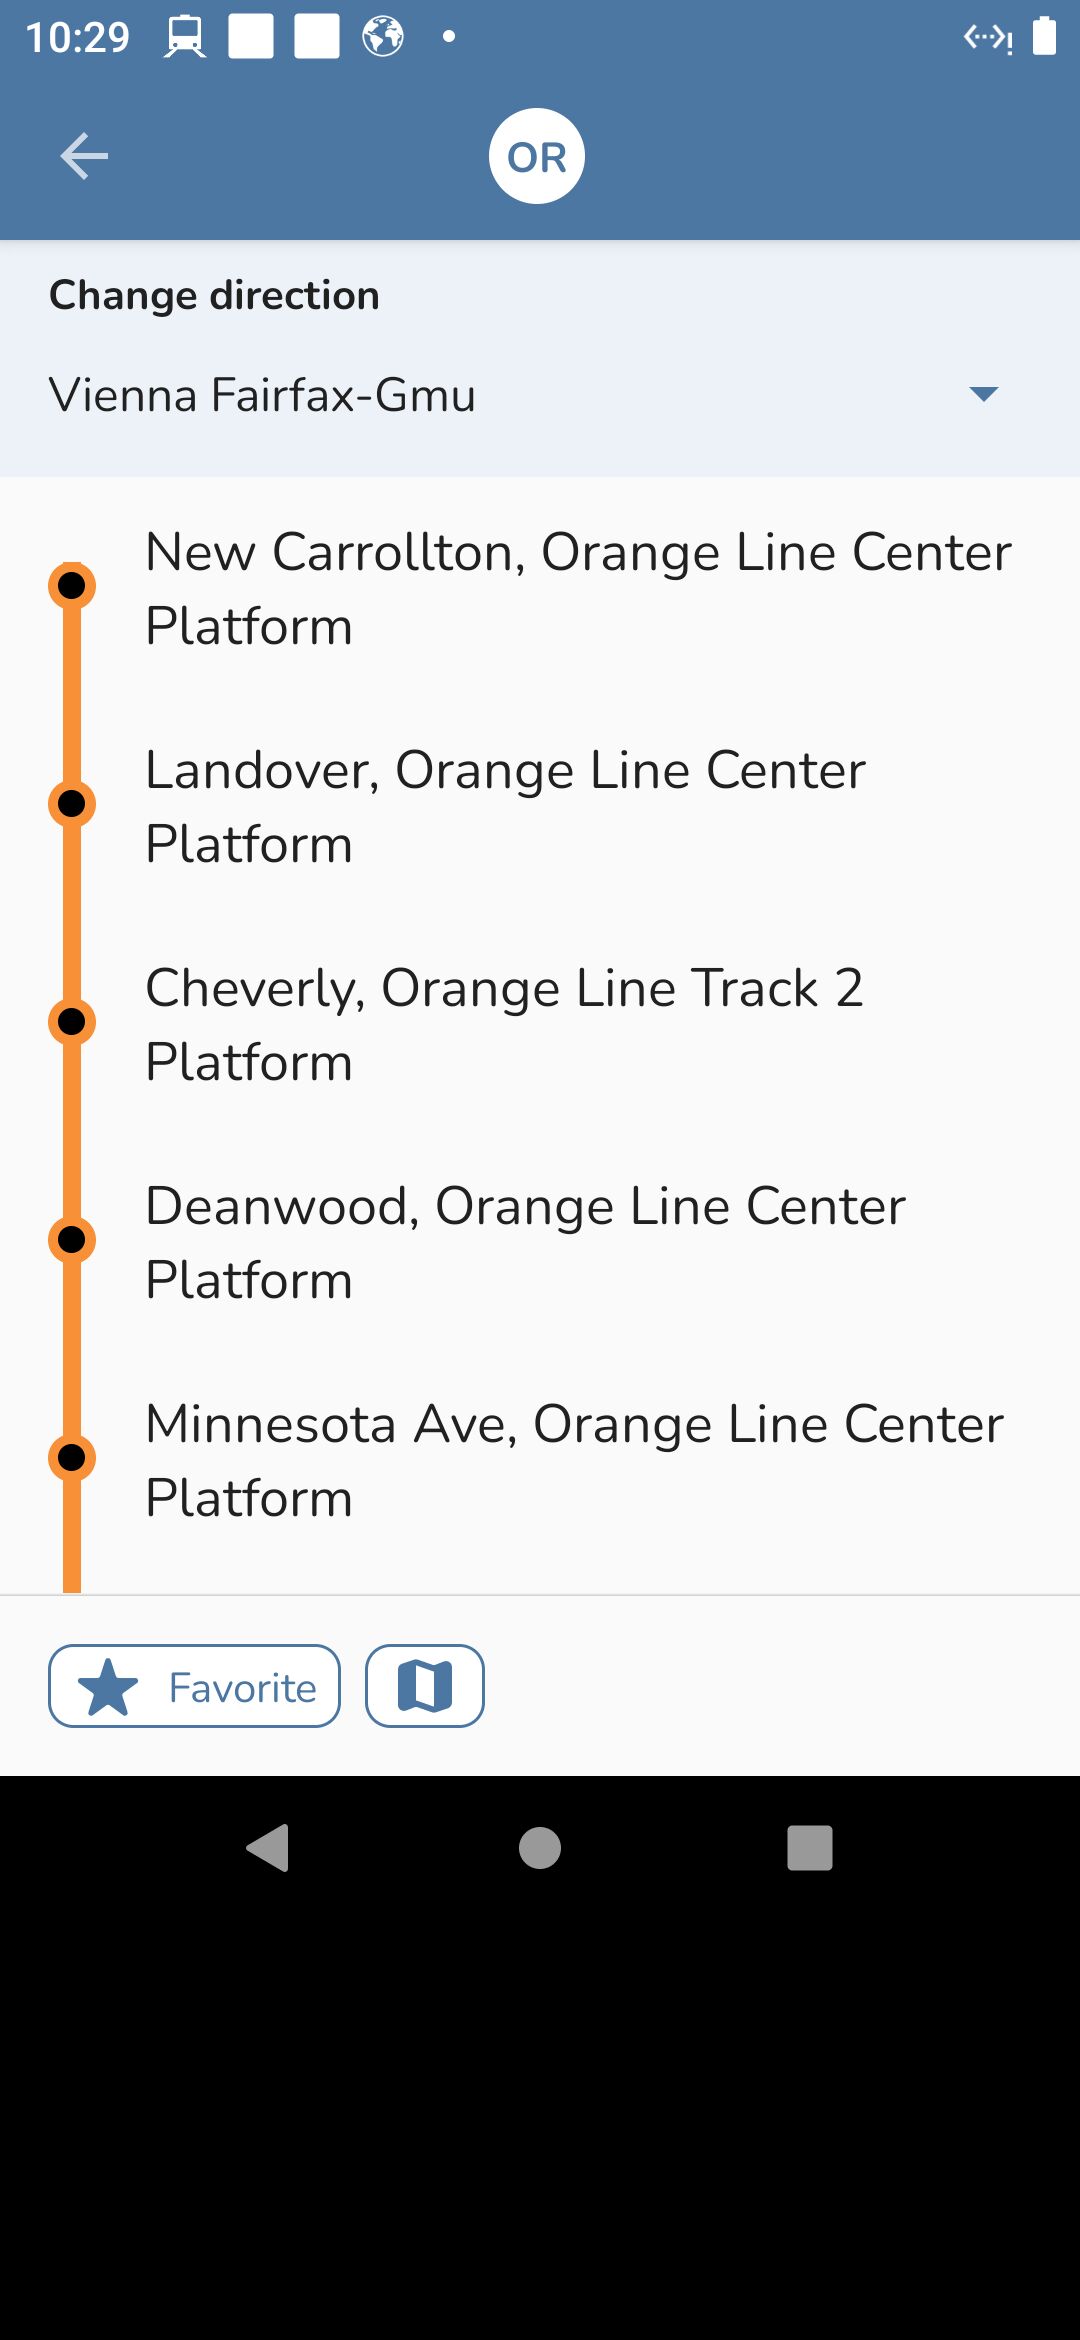 10:29
OR
Change direction
Vienna Fairfax-Gmu
New Carrollton, Orange Line Center
Platform
Landover, Orange Line Center
Platform
Cheverly, Orange Line Track 2
Platform
Deanwood, Orange Line Center
Platform
Minnesota Ave, Orange Line Center
Platform
Favorite